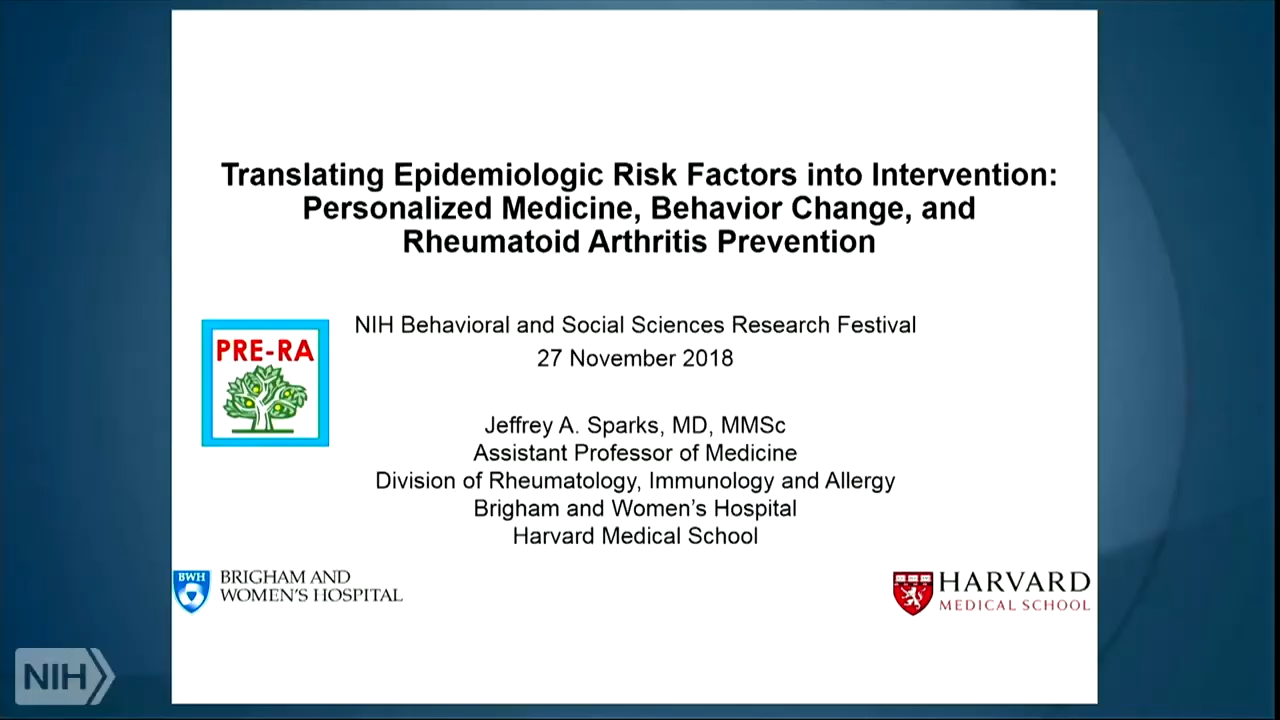 Translating Epidemiologic Risk Factors into Intervention:
Personalized Medicine, Behavior Change, and
Rheumatoid Arthritis Prevention
NIH Behavioral and Social Sciences Research Festival
27 November 2018
PRE-RA
Jeffrey A. Sparks, MD, MMSc
Assistant Professor of Medicine
Division of Rheumatology, Immunology and Allergy
Brigham and Women’s Hospital
Harvard Medical School
BWH
BRIGHAM AND
WOMEN'S HOSPITAL
HARVARD
MEDICAL SCHOOL
NIH